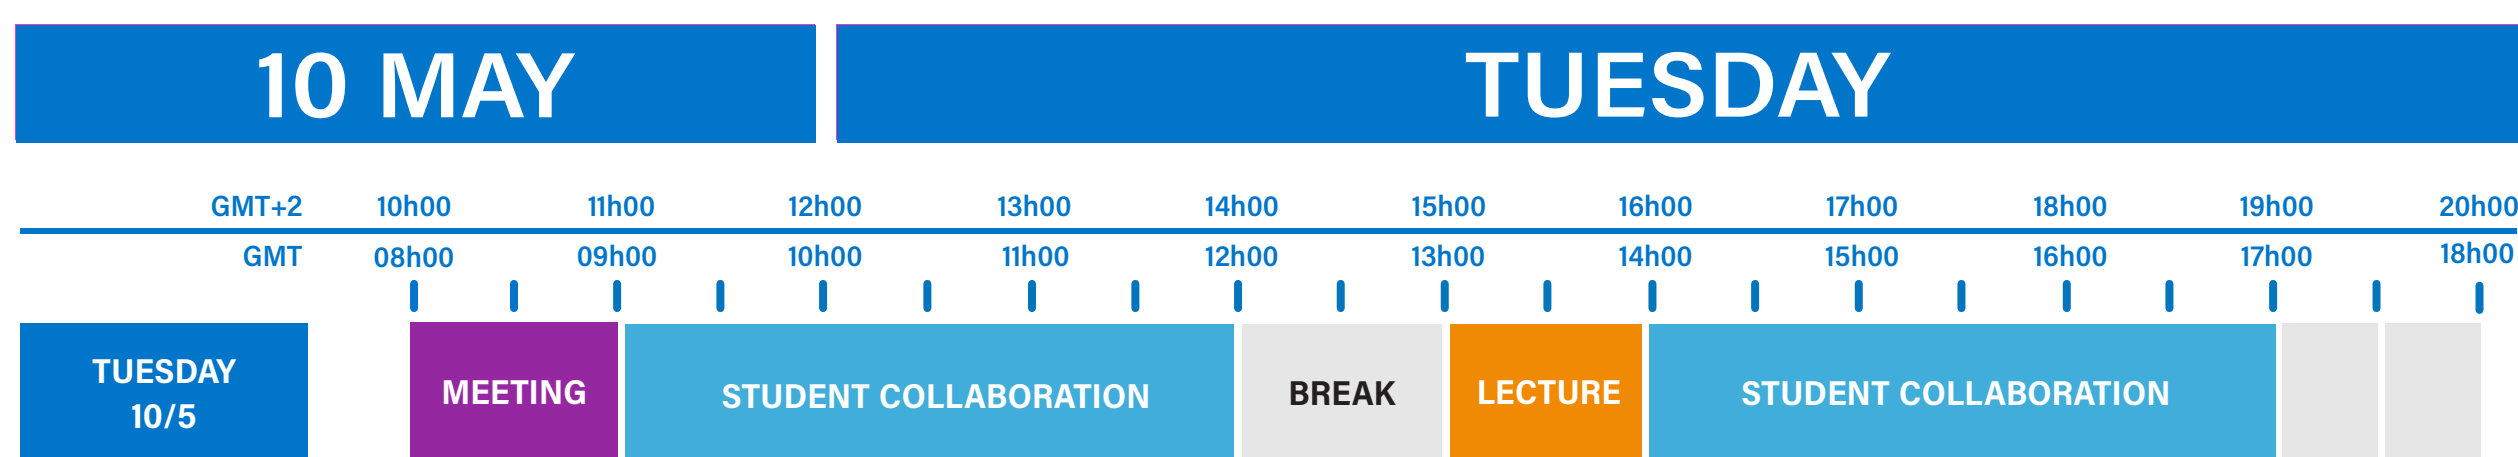 10 MAY
TUESDAY
GMT+2 10h00 11h00 12h00 13h00 14h00 15h00 16h00 17h00 18h00 19h00 20h00
GMT 08h00 09h00 10h00 11h00 12h00 13h00 14h00 15h00 16h00 17h00 18h00
TUESDAY
10/5
MEETING
STUDENT COLLABORATION
BREAK
LECTURE
STUDENT COLLABORATION